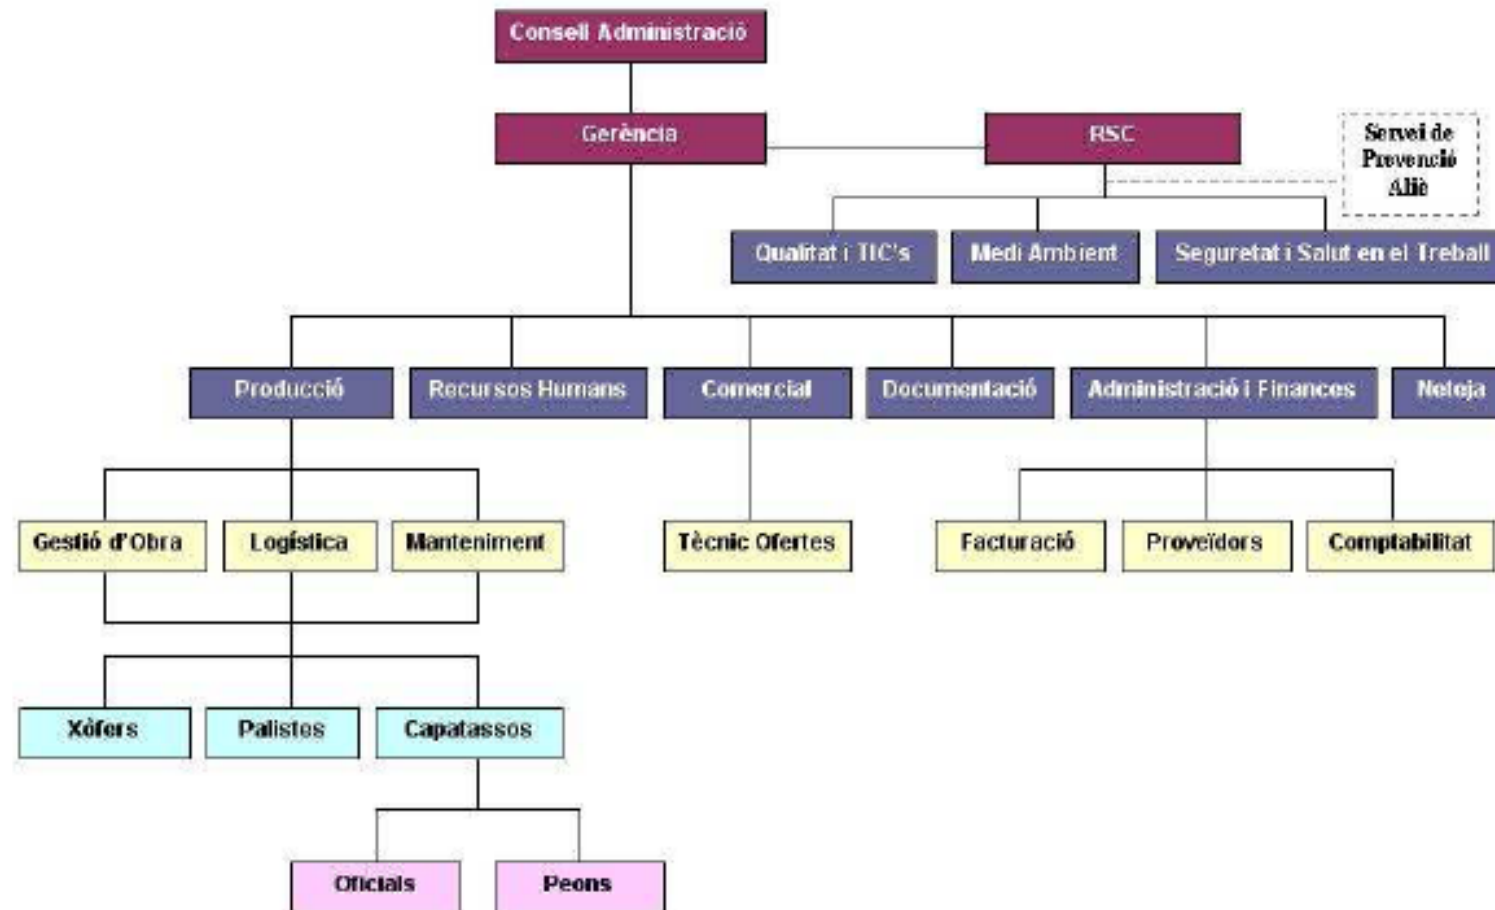 Consell Administració
Gerència
RSC
Servei de
Prevenció
Aliè
Qualitat i TIC's
Medi Ambient
Seguretat i Salut en el Treball
Producció
Recursos Humans
Comercial
Documentació
Administració i Finances
Neteja
Gestió d'Obra
Logística
Manteniment
Tècnic Ofertes
Facturació
Proveïdors
Comptabilitat
Xòfers
Palistes
Capatassos
Oficials
Peons